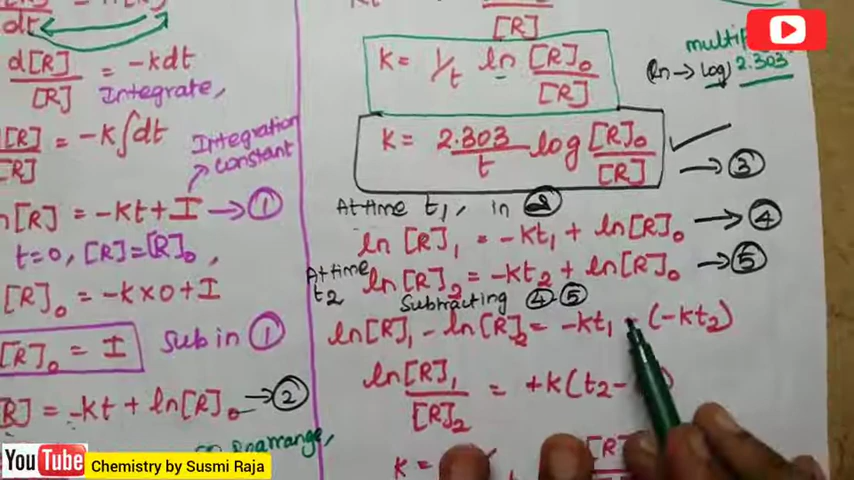 dt
d[R]/[R] = -kdt
Integrate,
[R]/[R] = -K∫dt
Integration
constant
n[R] = -Kt + I → ①
t=0, [R]=[R]₀,
[R]₀ = -K×0+I
[R]₀ = I
Sub in ①
R] = -Kt + ln[R]₀ → ②
Rearrange,
[R]
K = 1/t ln [R]₀/[R]
ln → log) 2.303
K = 2.303/t log [R]₀/[R]
→ ③
At time t₁, in ②
ln [R]₁ = -Kt₁ + ln[R]₀ → ④
At time t₂
ln[R]₂ = -Kt₂ + ln[R]₀ → ⑤
Subtracting ④-⑤
ln[R]₁ - ln[R]₂ = -Kt₁ - (-Kt₂)
ln [R]₁/[R]₂ = +K(t₂-
K =
[R]
YouTube
Chemistry by Susmi Raja